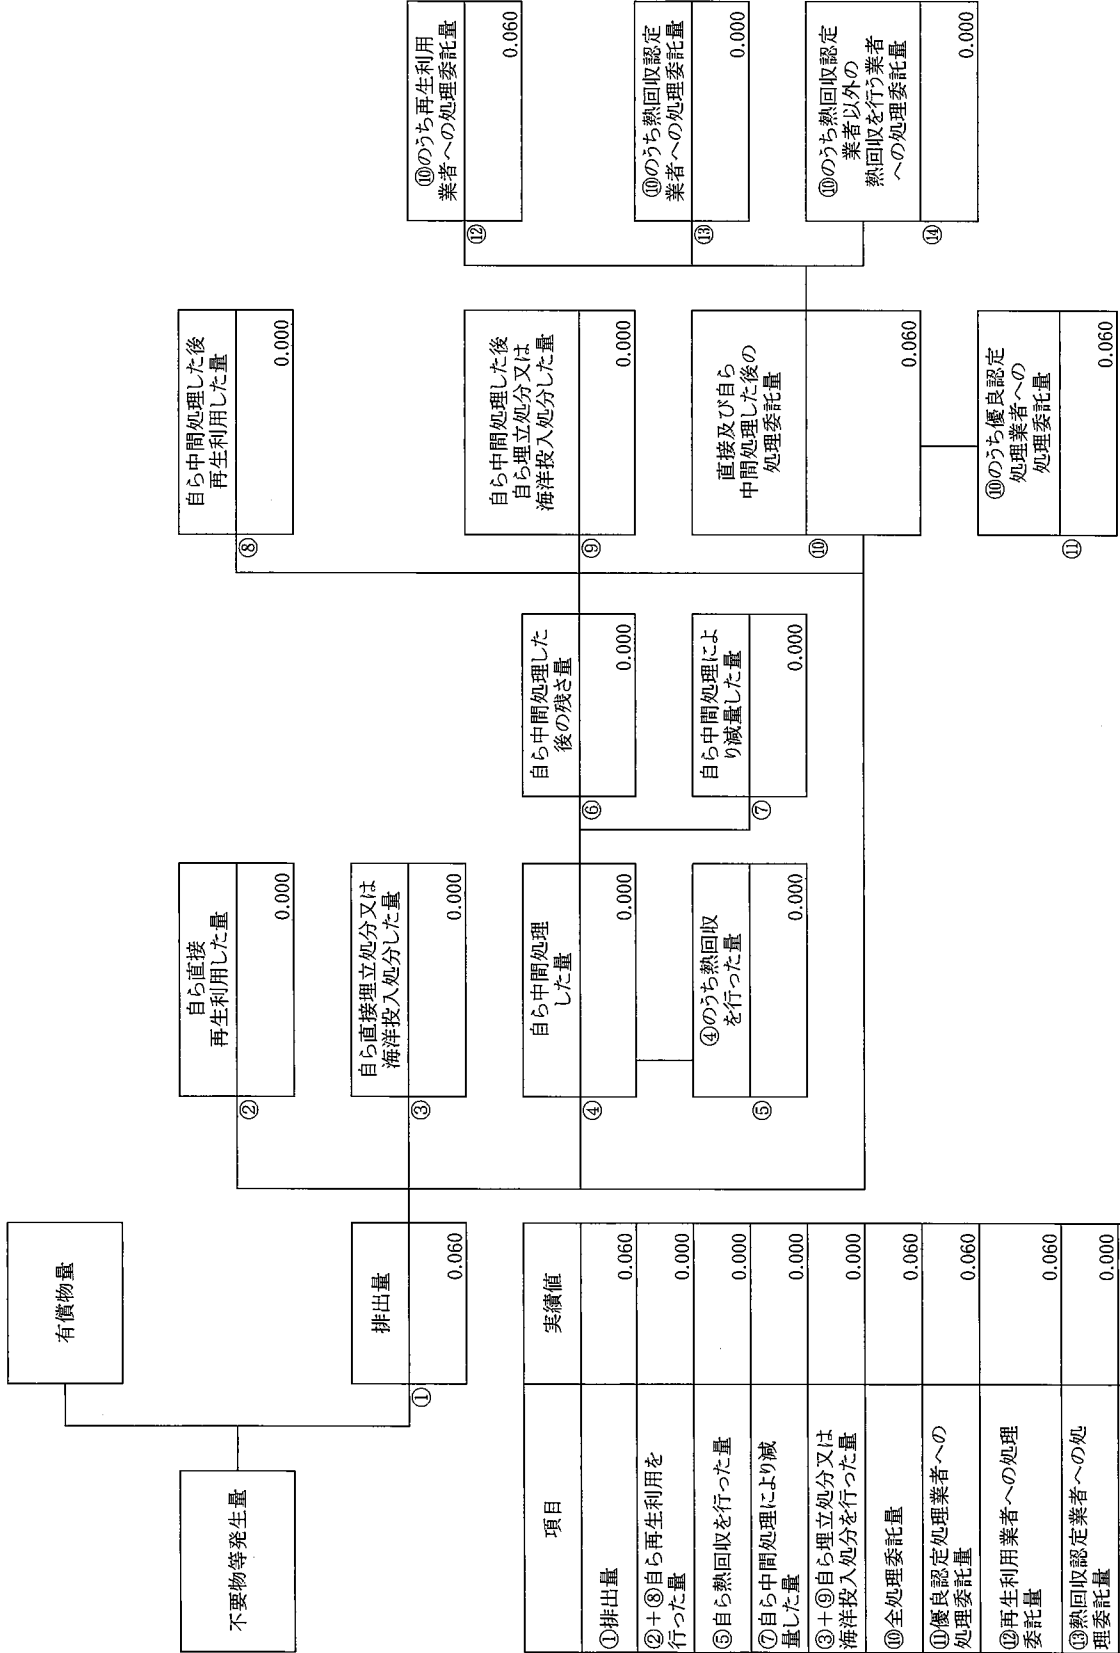 有償物量
不要物等発生量
排出量
①
0.060
自ら直接
再生利用した量
②
0.000
自ら直接埋立処分又は
海洋投入処分した量
③
0.000
自ら中間処理
した量
④
0.000
④のうち熱回収
を行った量
⑤
0.000
自ら中間処理した
後の残さ量
⑥
0.000
自ら中間処理によ
り減量した量
⑦
0.000
自ら中間処理した後
再生利用した量
⑧
0.000
自ら中間処理した後
自ら埋立処分又は
海洋投入処分した量
⑨
0.000
直接及び自ら
中間処理した後の
処理委託量
⑩
0.060
⑩のうち優良認定
処理業者への
処理委託量
⑪
0.060
⑩のうち再生利用
業者への処理委託量
⑫
0.060
⑩のうち熱回収認定
業者への処理委託量
⑬
0.000
⑩のうち熱回収認定
業者以外の
熱回収を行う業者
への処理委託量
⑭
0.000
項目 実績値
①排出量 0.060
②+⑧自ら再生利用を
行った量 0.000
⑤自ら熱回収を行った量 0.000
⑦自ら中間処理により減
量した量 0.000
③+⑨自ら埋立処分又は
海洋投入処分を行った量 0.000
⑩全処理委託量 0.060
⑪優良認定処理業者への
処理委託量 0.060
⑫再生利用業者への処理
委託量 0.060
⑬熱回収認定業者への処
理委託量 0.000